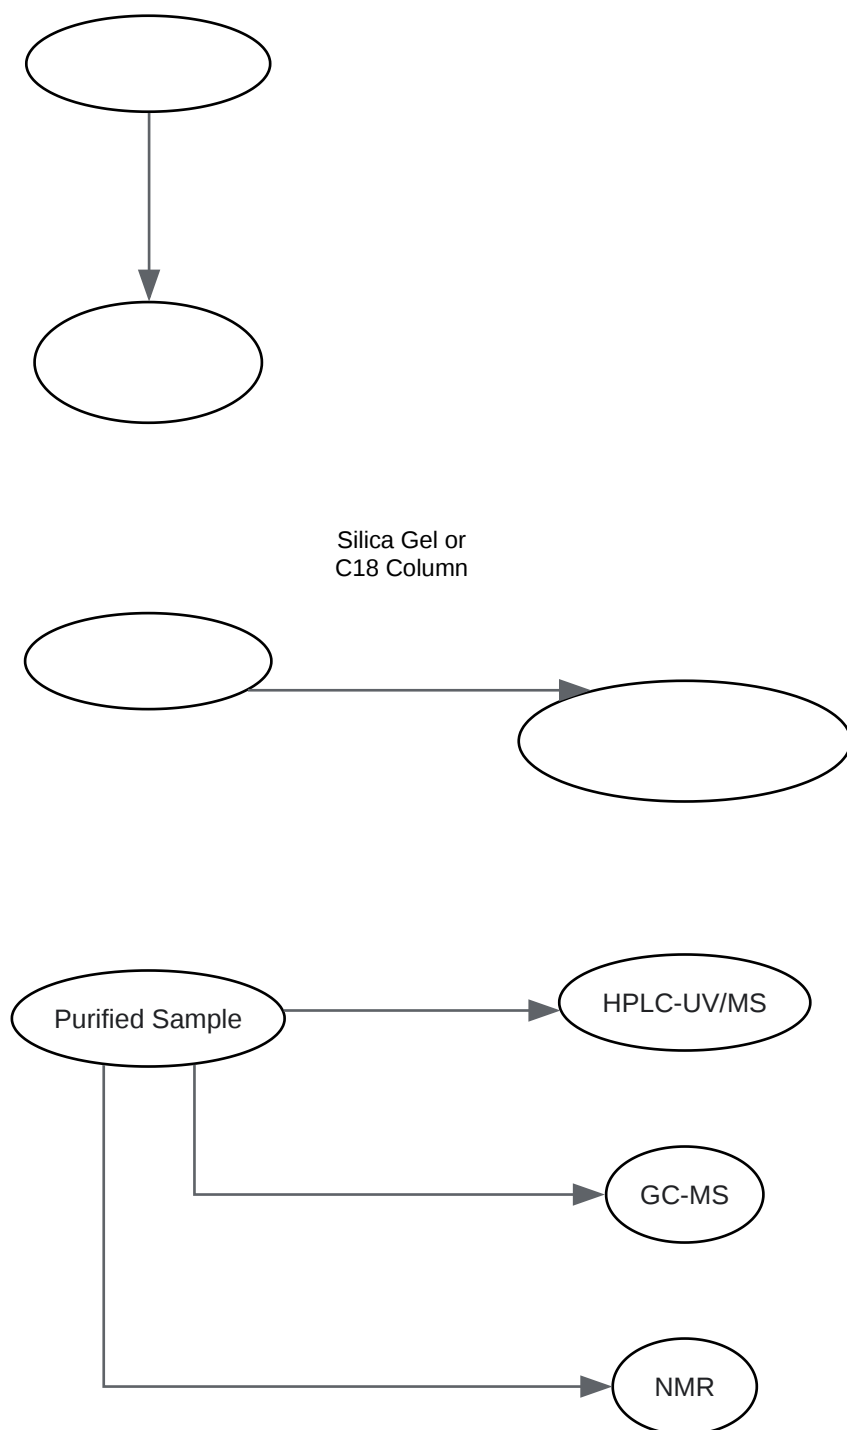 Silica Gel or
C18 Column
Purified Sample
HPLC-UV/MS
GC-MS
NMR